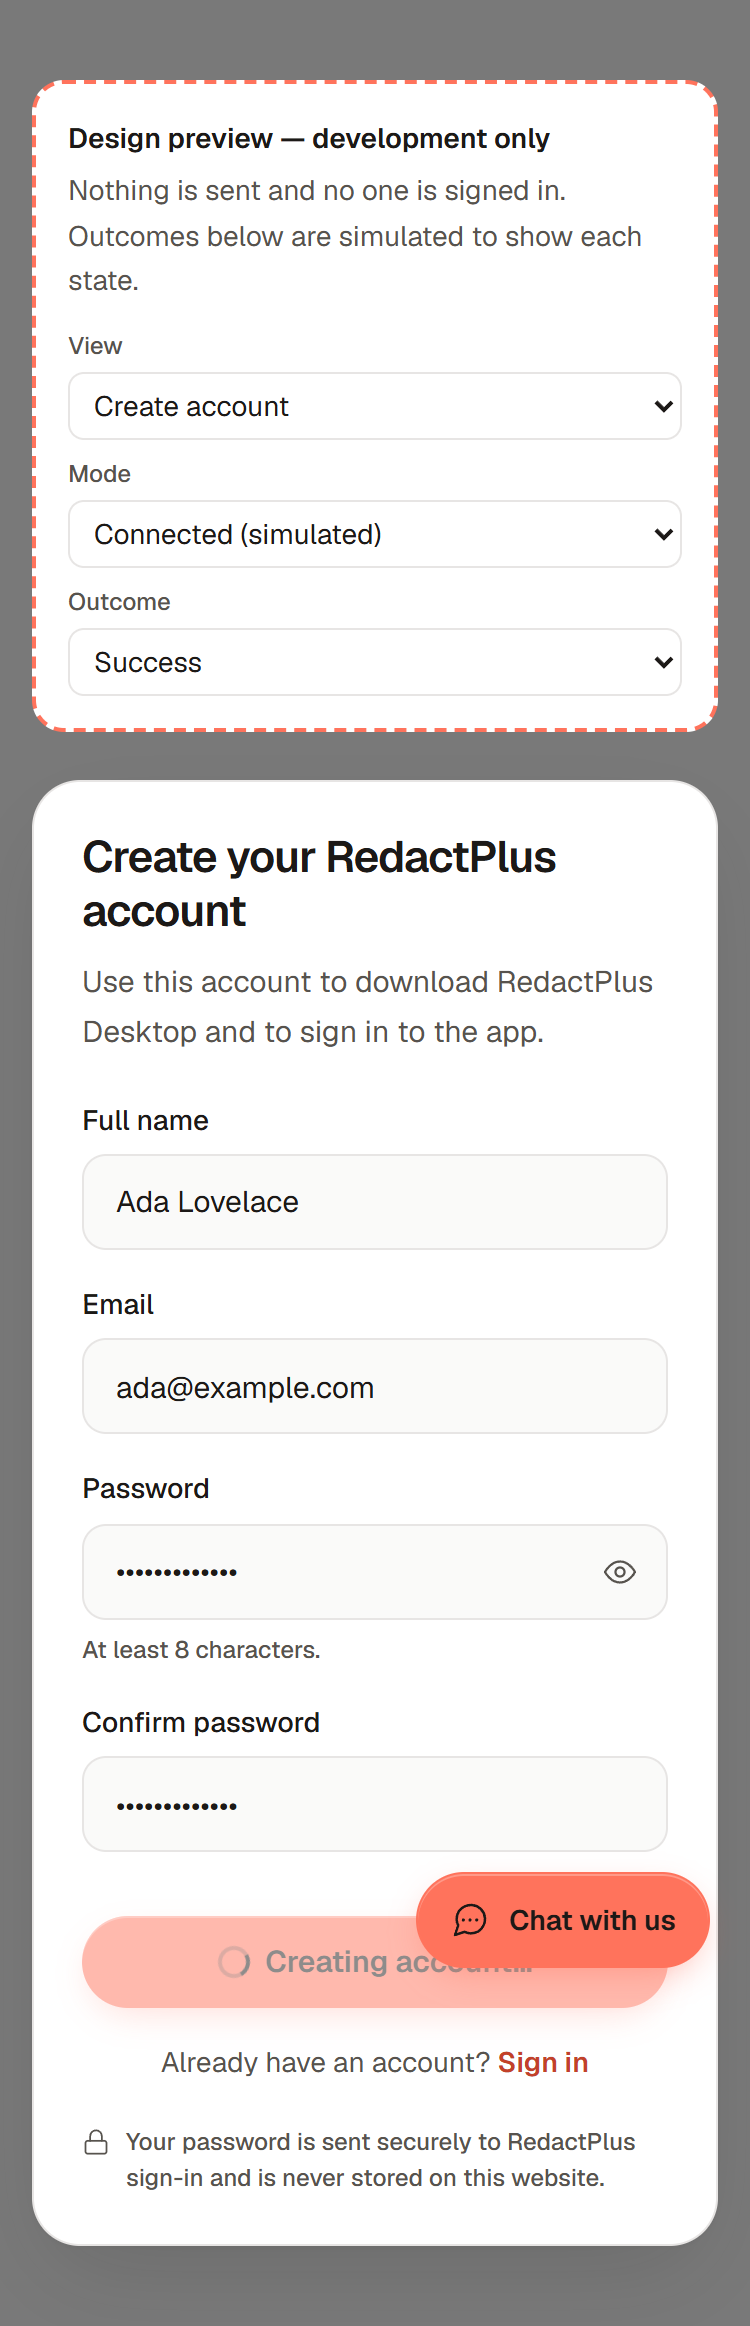 Design preview — development only
Nothing is sent and no one is signed in.
Outcomes below are simulated to show each
state.
View
Create account
Mode
Connected (simulated)
Outcome
Success
Create your RedactPlus
account
Use this account to download RedactPlus
Desktop and to sign in to the app.
Full name
Ada Lovelace
Email
ada@example.com
Password
•••••••••••••
At least 8 characters.
Confirm password
•••••••••••••
Chat with us
Creating account...
Already have an account? Sign in
Your password is sent securely to RedactPlus
sign-in and is never stored on this website.